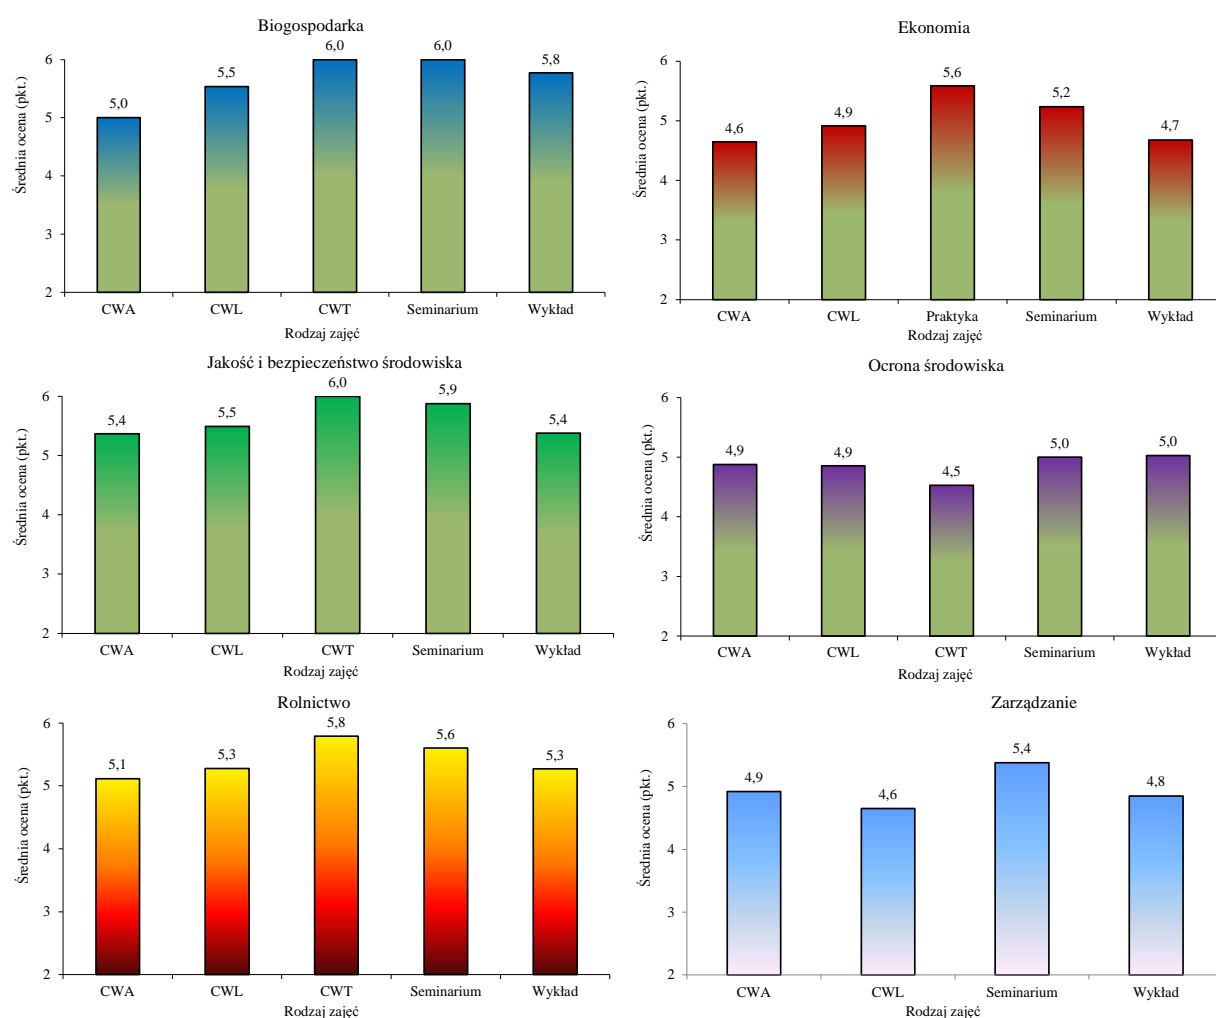 Biogospodarka
Średnia ocena (pkt.)
6
5
4
3
2
5,0
5,5
6,0
6,0
5,8
CWA CWL CWT Seminarium Wykład
Rodzaj zajęć
Ekonomia
Średnia ocena (pkt.)
6
5
4
3
2
4,6
4,9
5,6
5,2
4,7
CWA CWL Praktyka Seminarium Wykład
Rodzaj zajęć
Jakość i bezpieczeństwo środowiska
Średnia ocena (pkt.)
6
5
4
3
2
5,4
5,5
6,0
5,9
5,4
CWA CWL CWT Seminarium Wykład
Rodzaj zajęć
Ocrona środowiska
Średnia ocena (pkt.)
6
5
4
3
2
4,9
4,9
4,5
5,0
5,0
CWA CWL CWT Seminarium Wykład
Rodzaj zajęć
Rolnictwo
Średnia ocena (pkt.)
6
5
4
3
2
5,1
5,3
5,8
5,6
5,3
CWA CWL CWT Seminarium Wykład
Rodzaj zajęć
Zarządzanie
Średnia ocena (pkt.)
6
5
4
3
2
4,9
4,6
5,4
4,8
CWA CWL Seminarium Wykład
Rodzaj zajęć